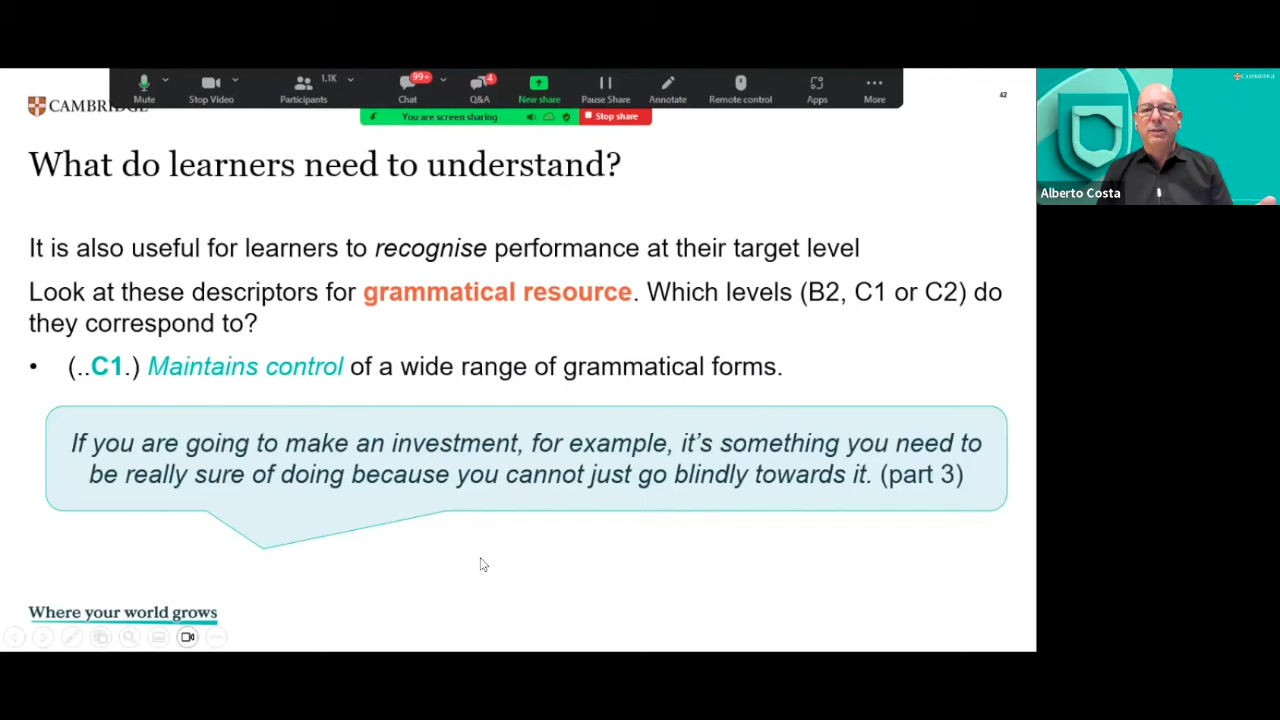 Mute
Stop Video
1.1K
Participants
99+
Chat
4
Q&A
New share
Pause Share
Annotate
Remote control
Apps
More
You are screen sharing
Stop share
CAMBRIDGE
42
CAMBRIDGE
Alberto Costa
What do learners need to understand?
It is also useful for learners to recognise performance at their target level
Look at these descriptors for grammatical resource. Which levels (B2, C1 or C2) do
they correspond to?
• (..C1.) Maintains control of a wide range of grammatical forms.
If you are going to make an investment, for example, it’s something you need to
be really sure of doing because you cannot just go blindly towards it. (part 3)
Where your world grows